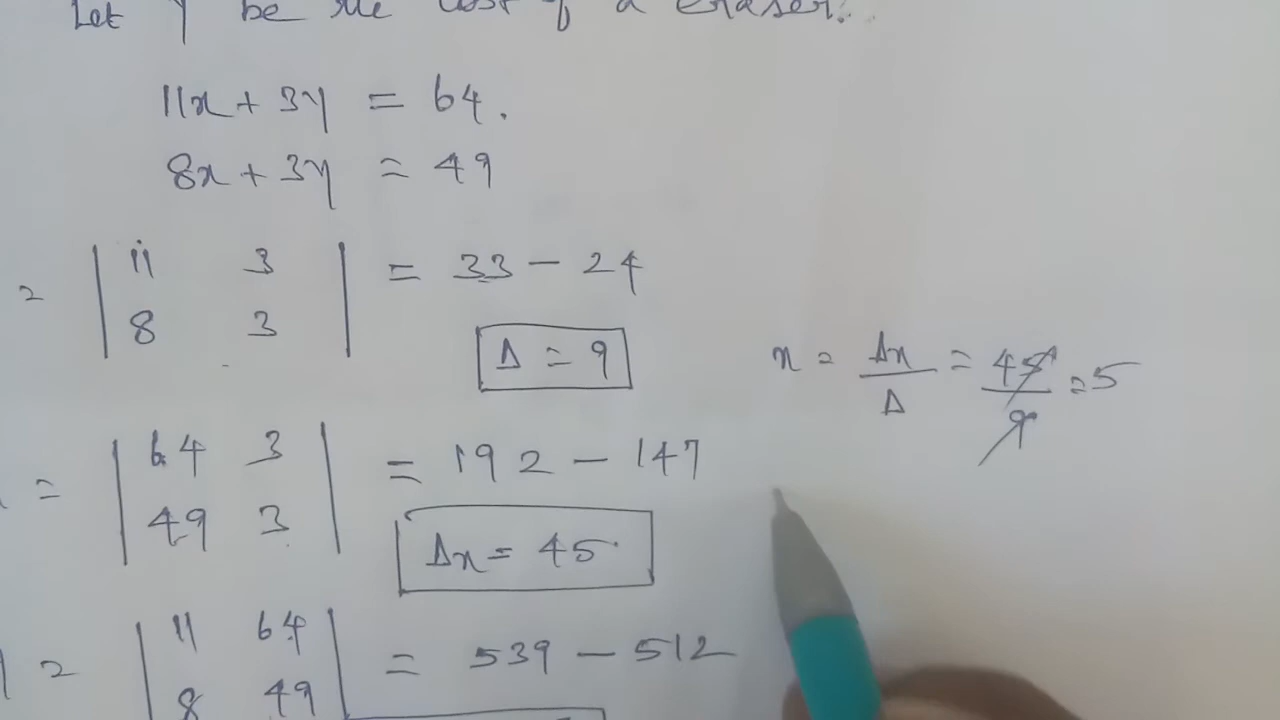 Let y be the cost of a eraser.
11x + 3y = 64.
8x + 3y = 49
= | 11 3 | = 33 - 24
| 8 3 |
Δ = 9
x = Δx / Δ = 45 / 9 = 5
= | 64 3 | = 192 - 147
| 49 3 |
Δx = 45
= | 11 64 | = 539 - 512
| 8 49 |